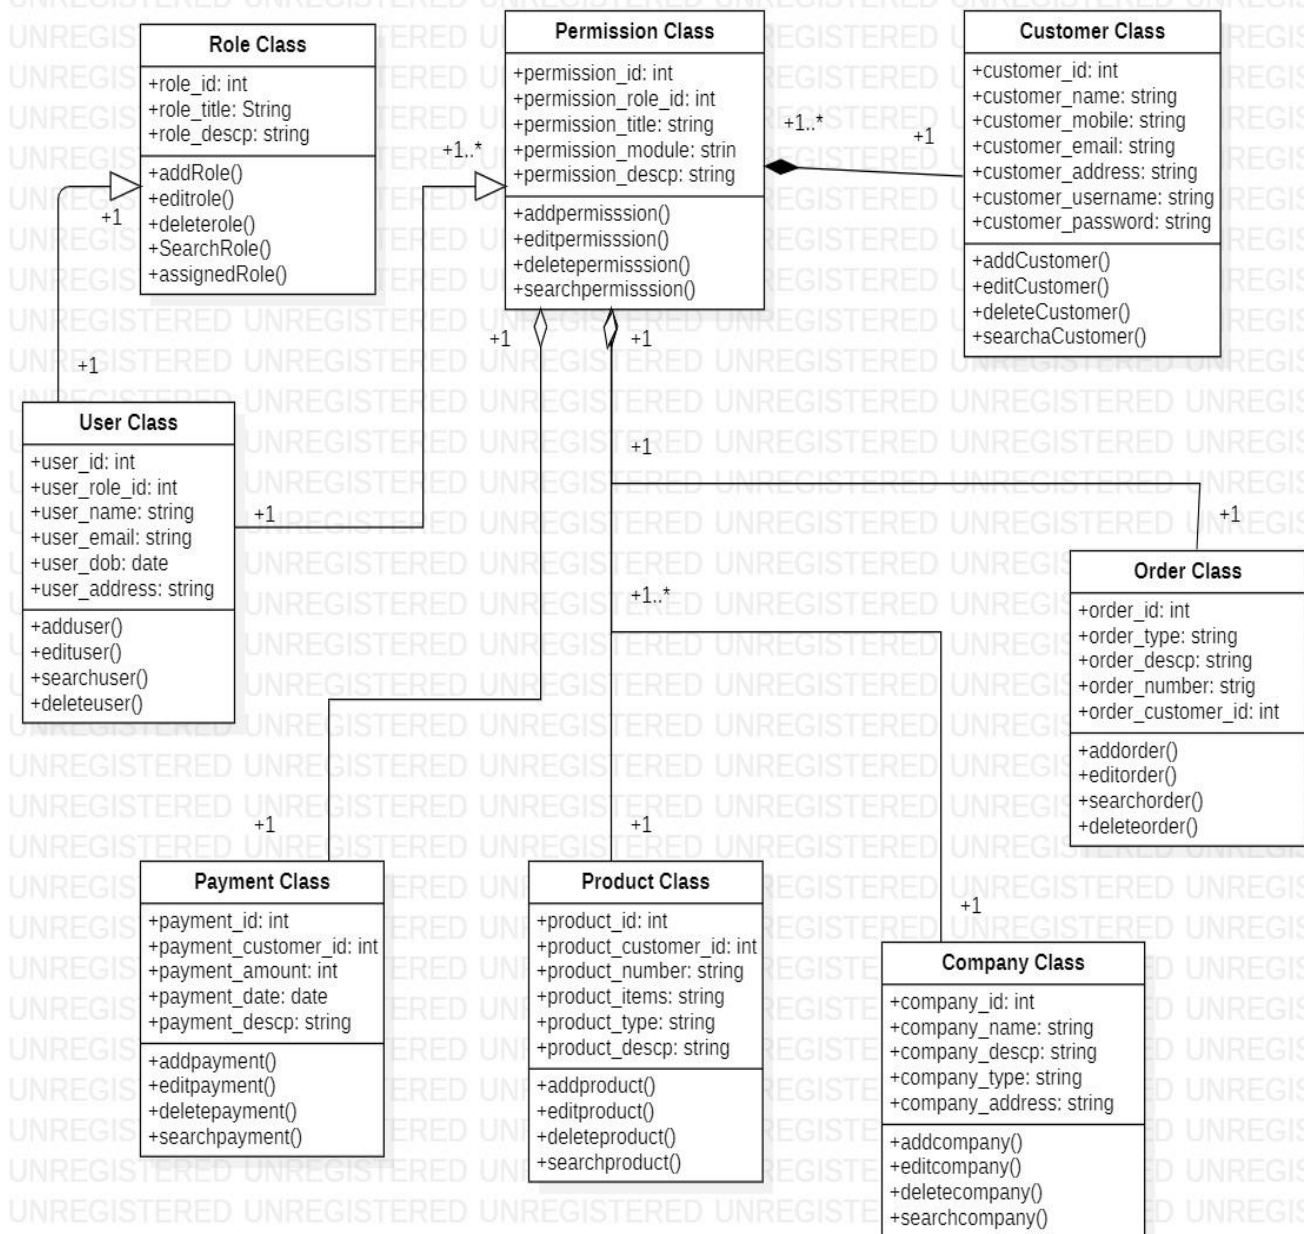 Role Class
+role_id: int
+role_title: String
+role_descp: string
+addRole()
+editrole()
+deleterole()
+SearchRole()
+assignedRole()
Permission Class
+permission_id: int
+permission_role_id: int
+permission_title: string
+permission_module: strin
+permission_descp: string
+addpermisssion()
+editpermisssion()
+deletepermisssion()
+searchpermisssion()
Customer Class
+customer_id: int
+customer_name: string
+customer_mobile: string
+customer_email: string
+customer_address: string
+customer_username: string
+customer_password: string
+addCustomer()
+editCustomer()
+deleteCustomer()
+searchaCustomer()
+1..*
+1
+1..*
+1
+1
+1
+1
+1
+1
+1
+1..*
+1
+1
+1
User Class
+user_id: int
+user_role_id: int
+user_name: string
+user_email: string
+user_dob: date
+user_address: string
+adduser()
+edituser()
+searchuser()
+deleteuser()
Order Class
+order_id: int
+order_type: string
+order_descp: string
+order_number: strig
+order_customer_id: int
+addorder()
+editorder()
+searchorder()
+deleteorder()
Payment Class
+payment_id: int
+payment_customer_id: int
+payment_amount: int
+payment_date: date
+payment_descp: string
+addpayment()
+editpayment()
+deletepayment()
+searchpayment()
Product Class
+product_id: int
+product_customer_id: int
+product_number: string
+product_items: string
+product_type: string
+product_descp: string
+addproduct()
+editproduct()
+deleteproduct()
+searchproduct()
Company Class
+company_id: int
+company_name: string
+company_descp: string
+company_type: string
+company_address: string
+addcompany()
+editcompany()
+deletecompany()
+searchcompany()
UNREGISTERED